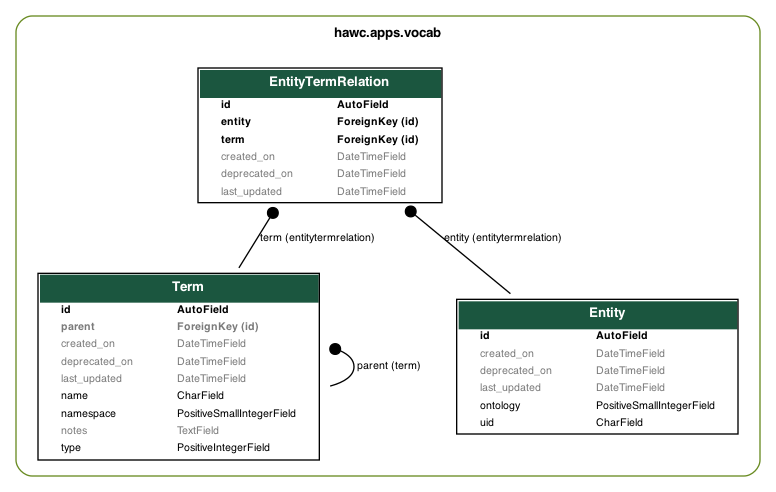 hawc.apps.vocab
EntityTermRelation
id AutoField
entity ForeignKey (id)
term ForeignKey (id)
created_on DateTimeField
deprecated_on DateTimeField
last_updated DateTimeField
term (entitytermrelation)
entity (entitytermrelation)
Term
id AutoField
parent ForeignKey (id)
created_on DateTimeField
deprecated_on DateTimeField
last_updated DateTimeField
name CharField
namespace PositiveSmallIntegerField
notes TextField
type PositiveIntegerField
parent (term)
Entity
id AutoField
created_on DateTimeField
deprecated_on DateTimeField
last_updated DateTimeField
ontology PositiveSmallIntegerField
uid CharField